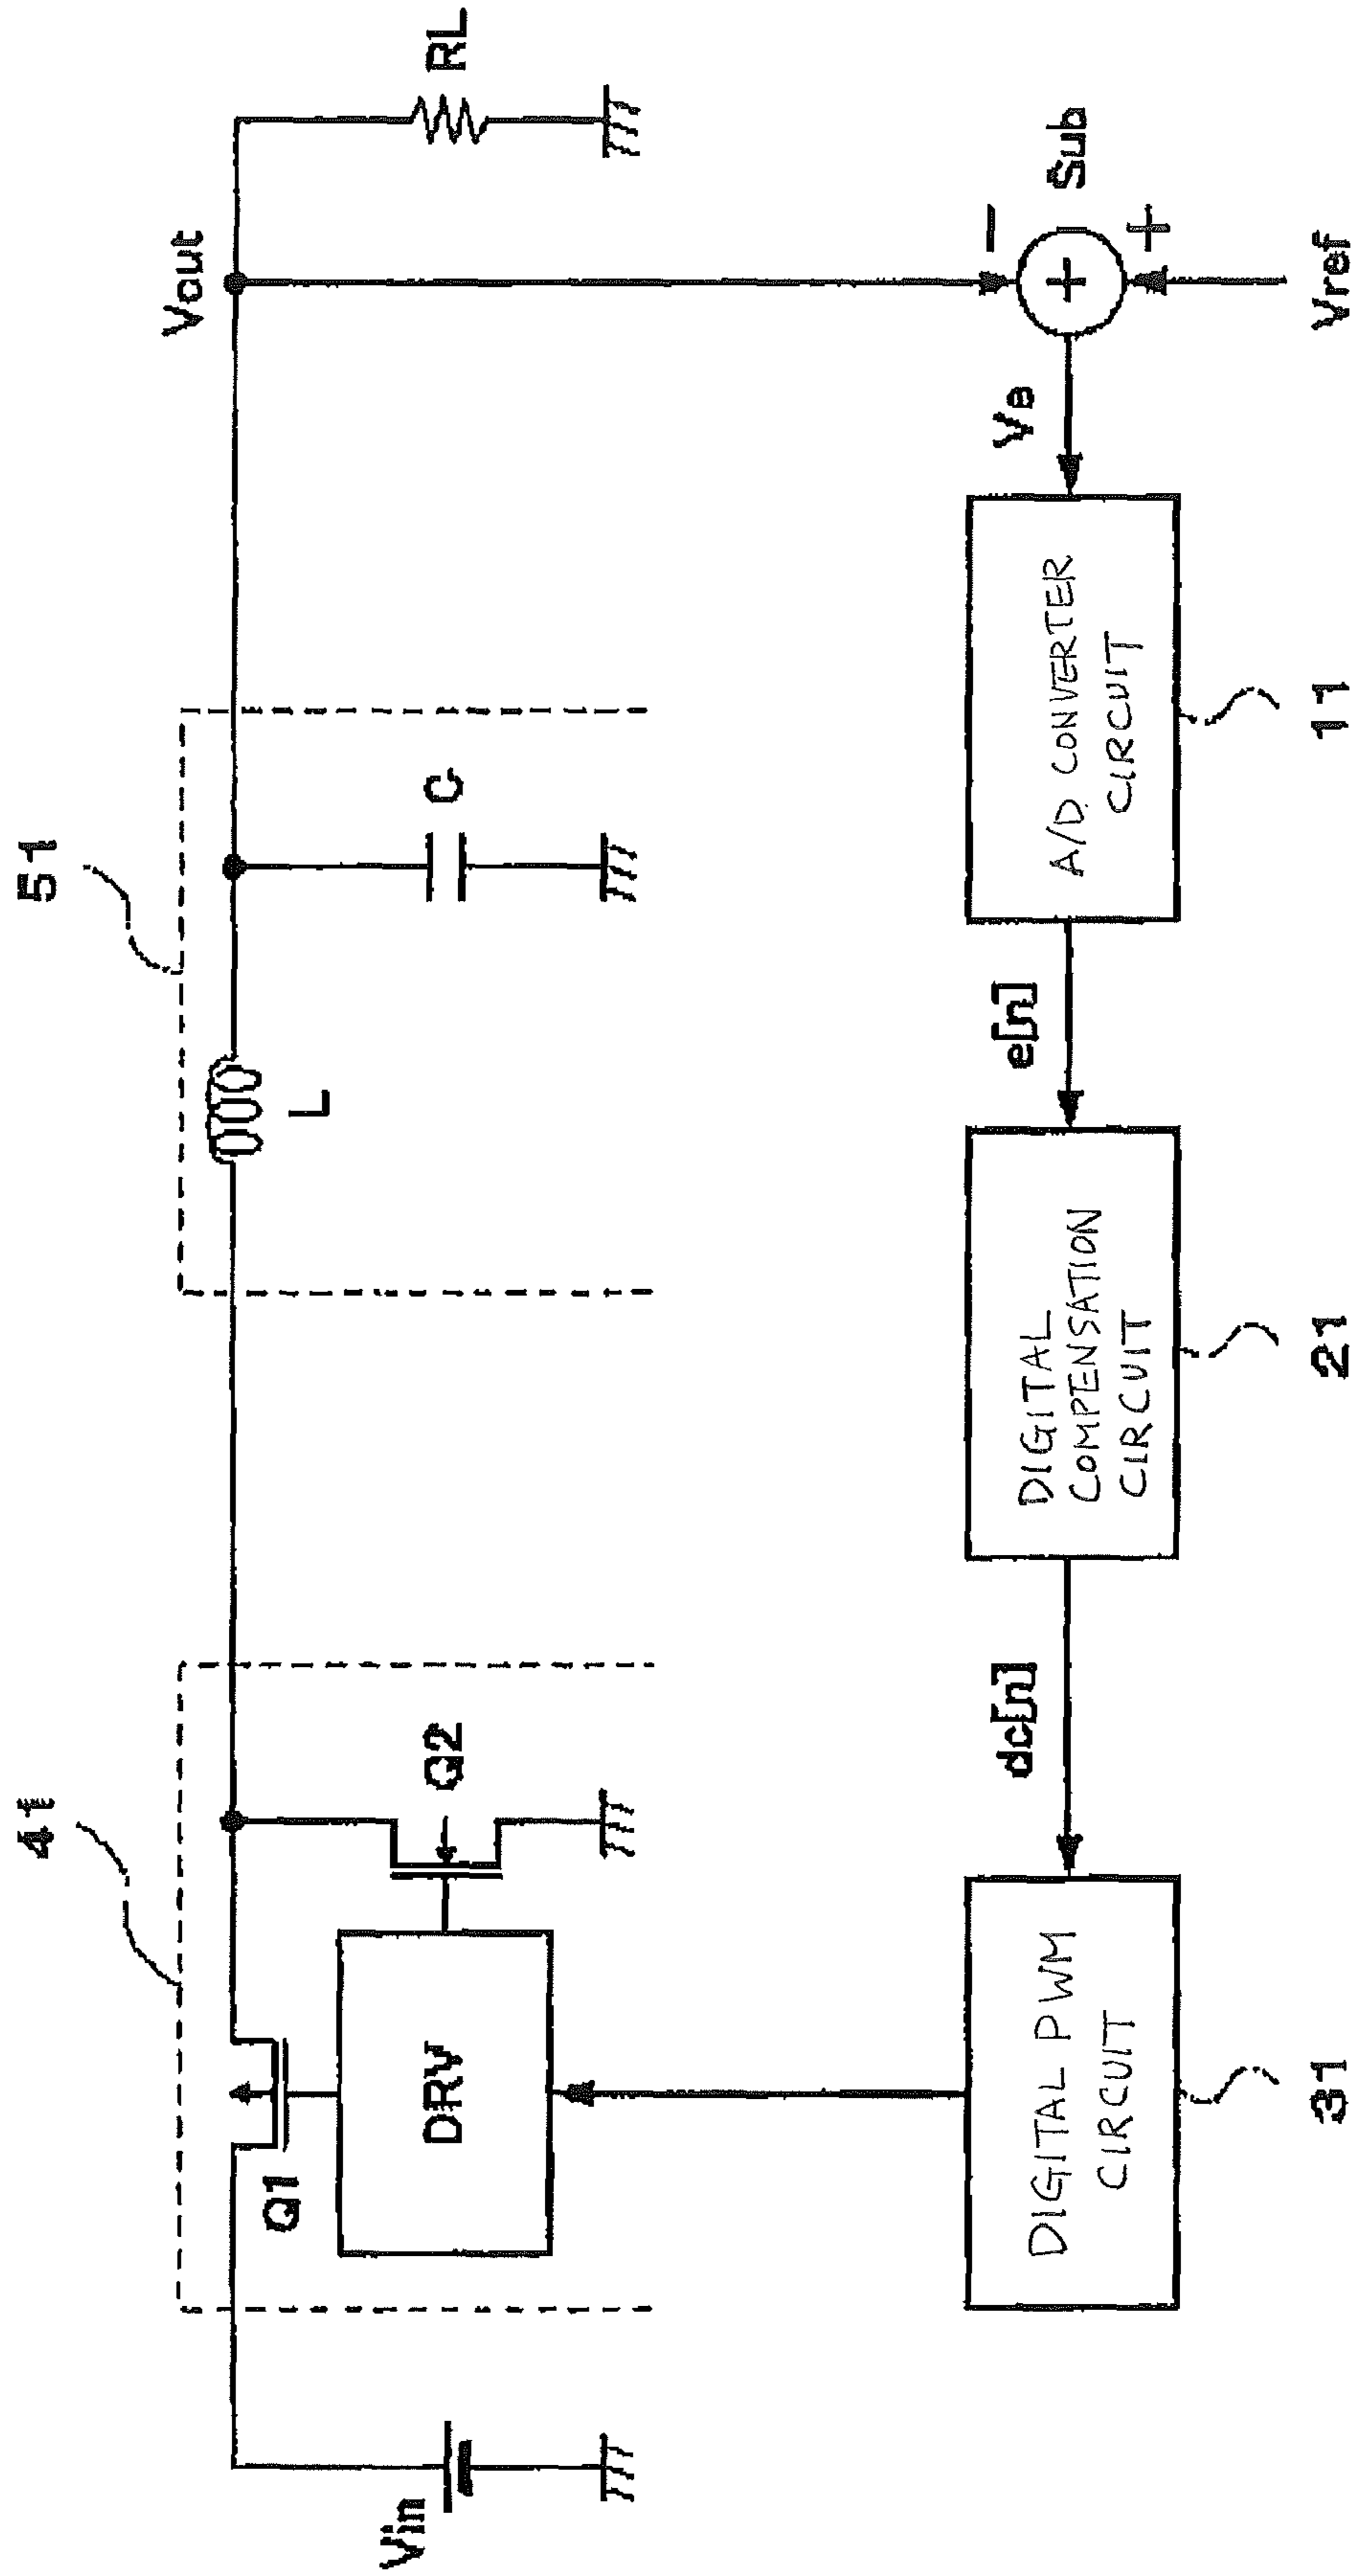 41
51
Vin
Q1
DRV
Q2
L
C
Vout
RL
Sub
Vref
Ve
A/D CONVERTER
CIRCUIT
11
e[n]
DIGITAL
COMPENSATION
CIRCUIT
21
dc[n]
DIGITAL PWM
CIRCUIT
31
−
+
+